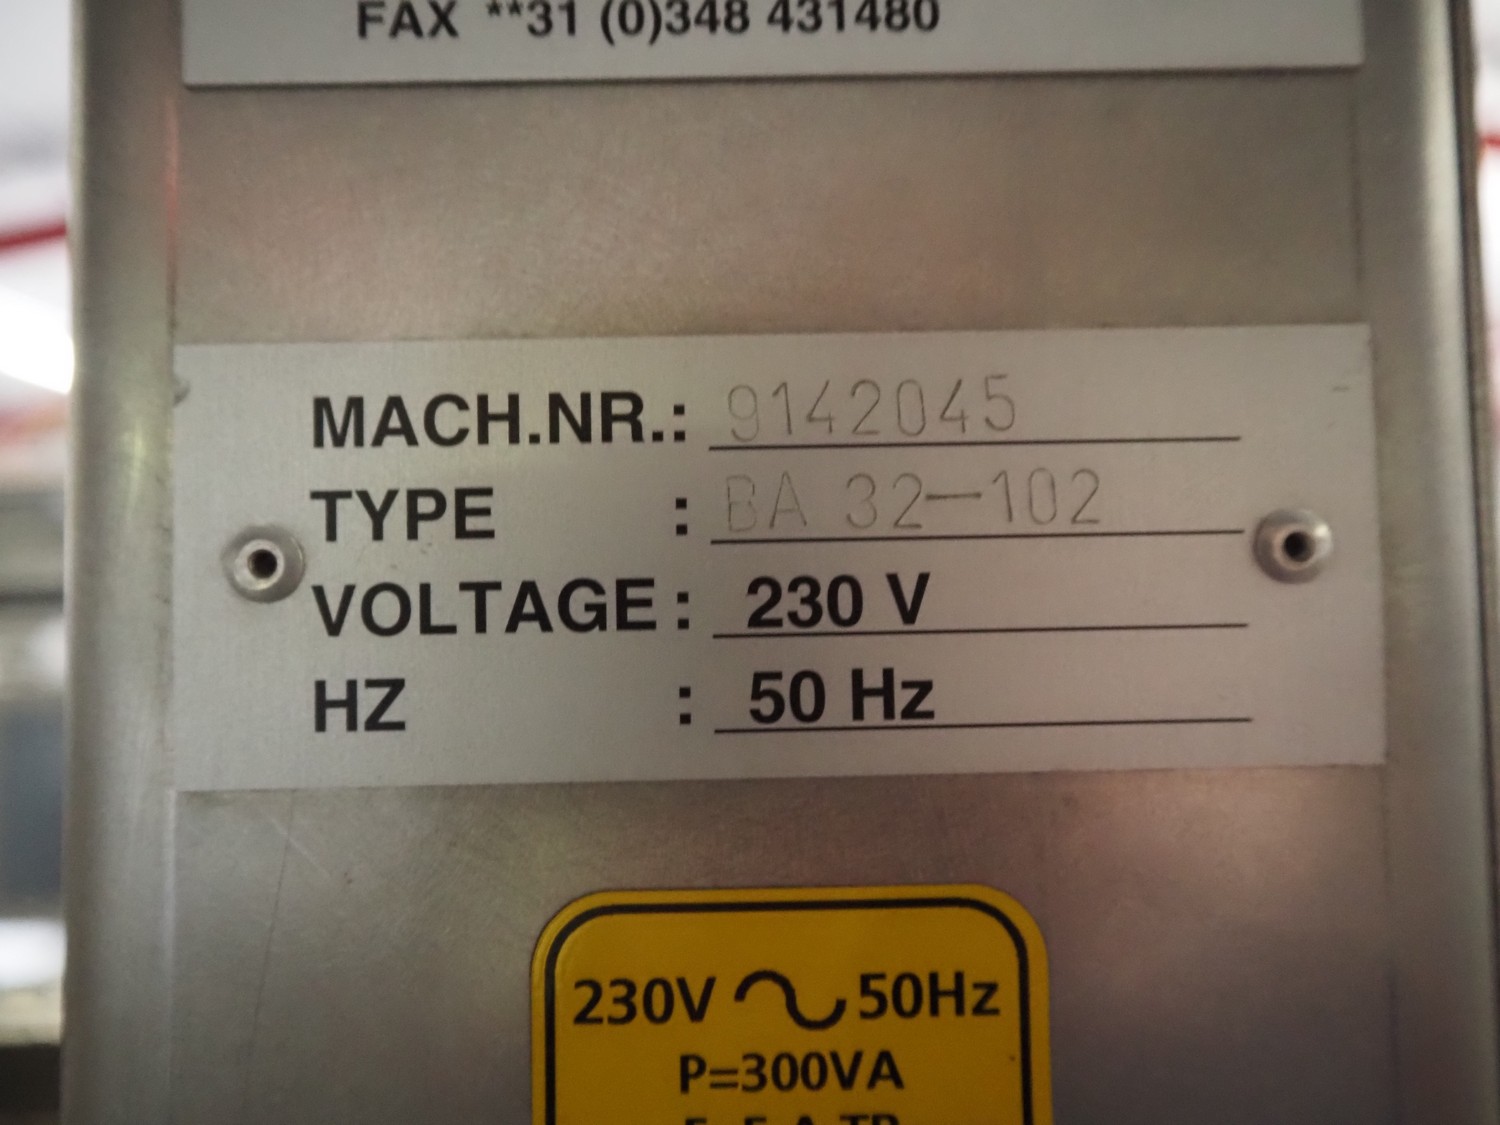 FAX **31 (0)348 431480
MACH.NR.: 9142045
TYPE : BA 32-102
VOLTAGE: 230 V
HZ : 50 Hz
230V 50Hz
P=300VA